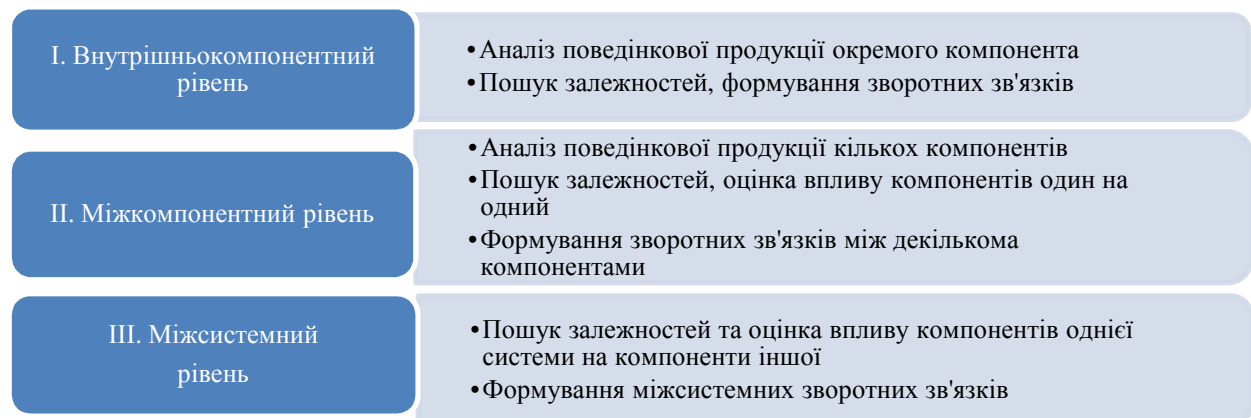 І. Внутрішньокомпонентний
рівень
•Аналіз поведінкової продукції окремого компонента
•Пошук залежностей, формування зворотних зв'язків
ІІ. Міжкомпонентний рівень
•Аналіз поведінкової продукції кількох компонентів
•Пошук залежностей, оцінка впливу компонентів один на
одний
•Формування зворотних зв'язків між декількома
компонентами
ІІІ. Міжсистемний
рівень
•Пошук залежностей та оцінка впливу компонентів однієї
системи на компоненти іншої
•Формування міжсистемних зворотних зв'язків